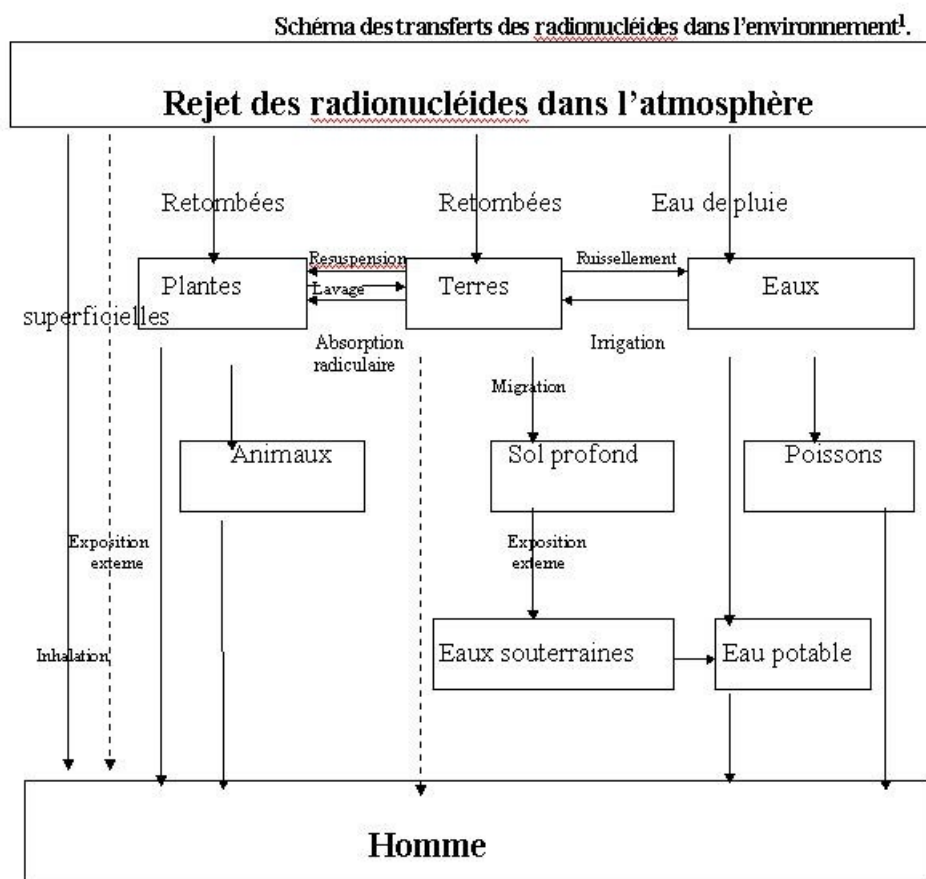 Schéma des transferts des radionucléides dans l'environnement¹.
Rejet des radionucléides dans l'atmosphère
Retombées
Retombées
Eau de pluie
Resuspension
Ruissellement
Plantes
Lavage
Terres
Eaux
superficielles
Absorption
radiculaire
Irrigation
Migration
Animaux
Sol profond
Poissons
Exposition
externe
Exposition
externe
Inhalation
Eaux souterraines
Eau potable
Homme